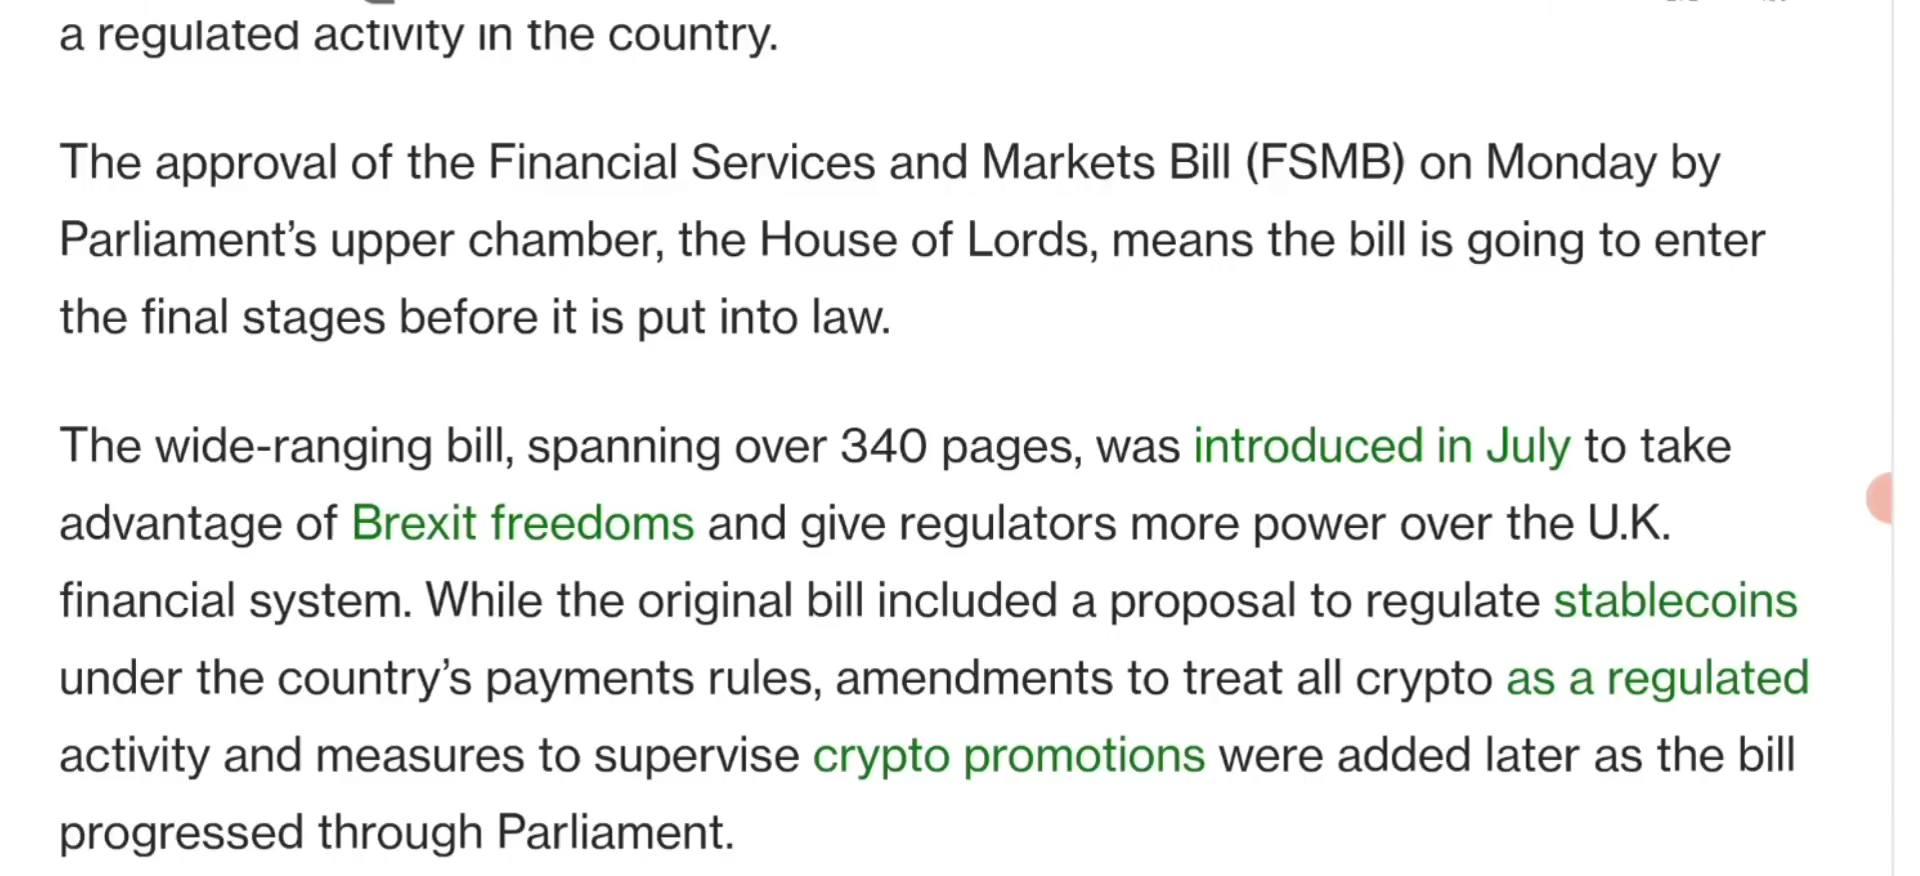 a regulated activity in the country.
The approval of the Financial Services and Markets Bill (FSMB) on Monday by
Parliament’s upper chamber, the House of Lords, means the bill is going to enter
the final stages before it is put into law.
The wide-ranging bill, spanning over 340 pages, was introduced in July to take
advantage of Brexit freedoms and give regulators more power over the U.K.
financial system. While the original bill included a proposal to regulate stablecoins
under the country’s payments rules, amendments to treat all crypto as a regulated
activity and measures to supervise crypto promotions were added later as the bill
progressed through Parliament.